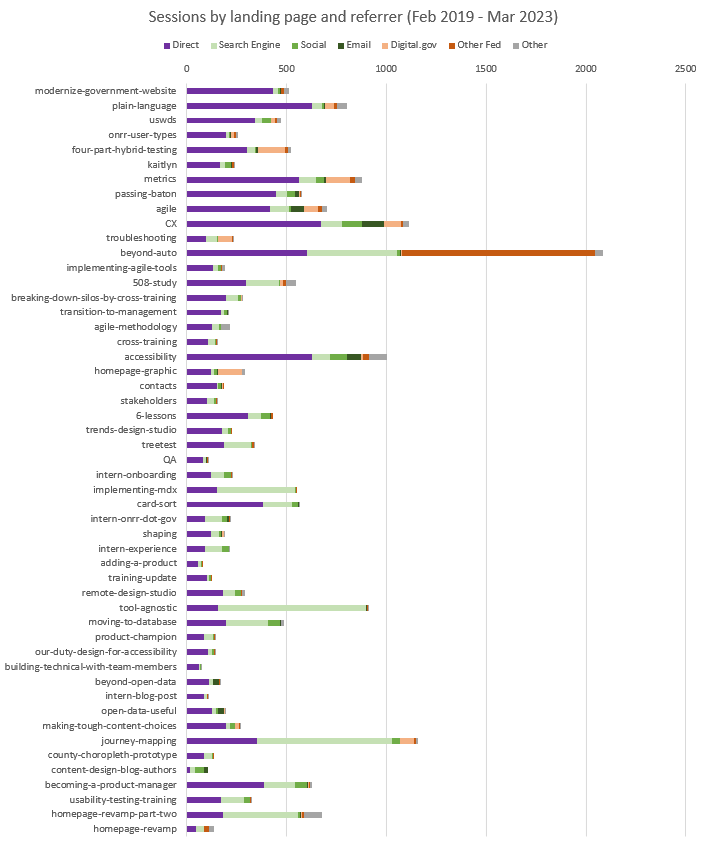 Sessions by landing page and referrer (Feb 2019 - Mar 2023)
Direct Search Engine Social Email Digital.gov Other Fed Other
0 500 1000 1500 2000 2500
modernize-government-website
plain-language
uswds
onrr-user-types
four-part-hybrid-testing
kaitlyn
metrics
passing-baton
agile
CX
troubleshooting
beyond-auto
implementing-agile-tools
508-study
breaking-down-silos-by-cross-training
transition-to-management
agile-methodology
cross-training
accessibility
homepage-graphic
contacts
stakeholders
6-lessons
trends-design-studio
treetest
QA
intern-onboarding
implementing-mdx
card-sort
intern-onrr-dot-gov
shaping
intern-experience
adding-a-product
training-update
remote-design-studio
tool-agnostic
moving-to-database
product-champion
our-duty-design-for-accessibility
building-technical-with-team-members
beyond-open-data
intern-blog-post
open-data-useful
making-tough-content-choices
journey-mapping
county-choropleth-prototype
content-design-blog-authors
becoming-a-product-manager
usability-testing-training
homepage-revamp-part-two
homepage-revamp